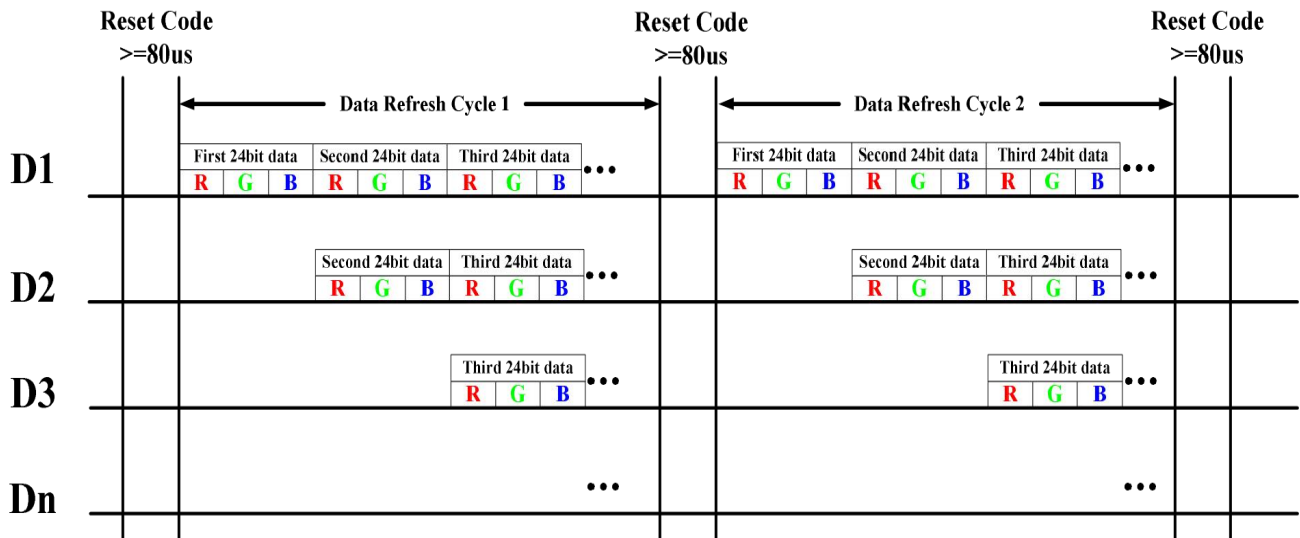 Reset Code Reset Code Reset Code
>=80us >=80us >=80us
Data Refresh Cycle 1 Data Refresh Cycle 2
First 24bit data Second 24bit data Third 24bit data First 24bit data Second 24bit data Third 24bit data
D1 R G B R G B R G B ••• R G B R G B R G B •••
Second 24bit data Third 24bit data Second 24bit data Third 24bit data
D2 R G B R G B ••• R G B R G B •••
Third 24bit data Third 24bit data
D3 R G B ••• R G B •••
Dn ••• •••